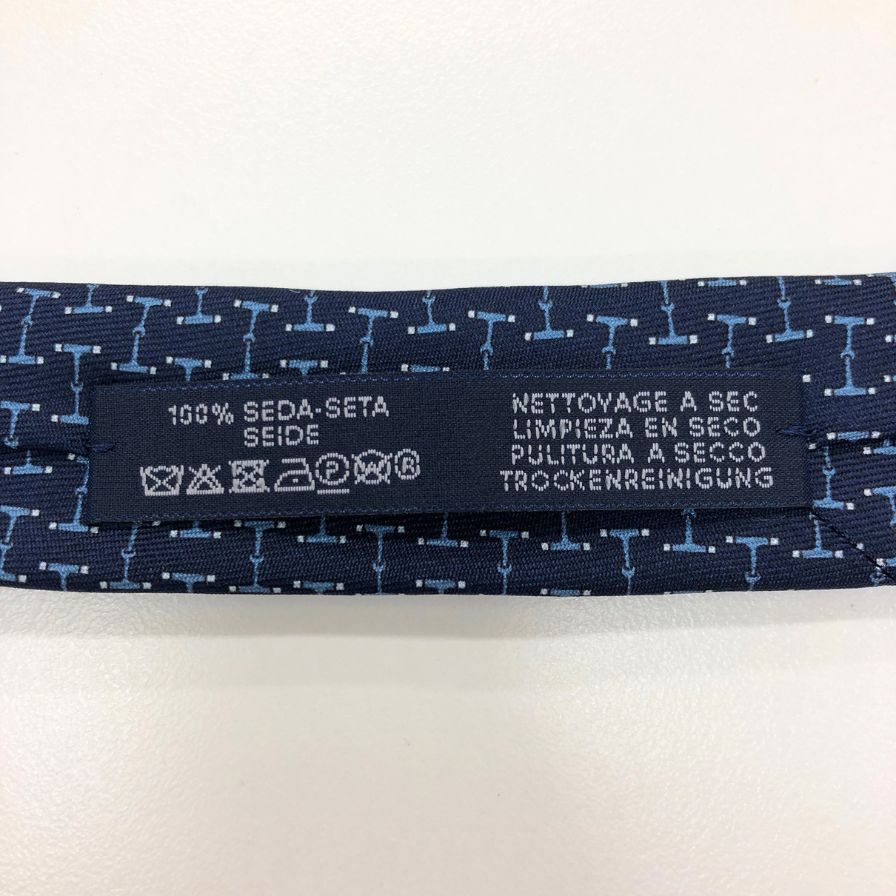 100% SEDA-SETA
SEIDE
P W R
NETTOYAGE A SEC
LIMPIEZA EN SECO
PULITURA A SECCO
TROCKENREINIGUNG